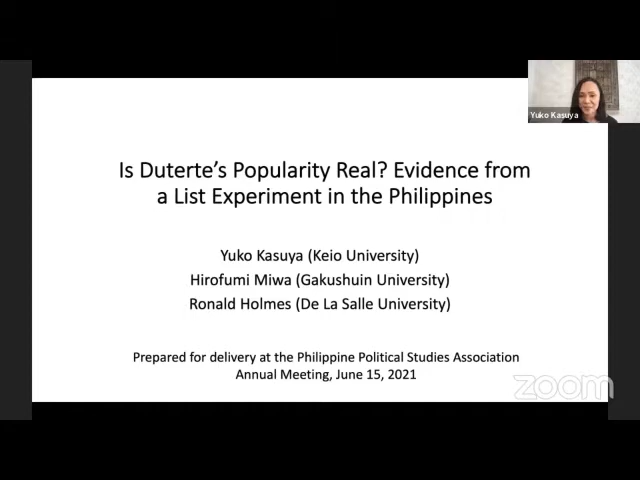 Yuko Kasuya
Is Duterte’s Popularity Real? Evidence from
a List Experiment in the Philippines
Yuko Kasuya (Keio University)
Hirofumi Miwa (Gakushuin University)
Ronald Holmes (De La Salle University)
Prepared for delivery at the Philippine Political Studies Association
Annual Meeting, June 15, 2021
zoom